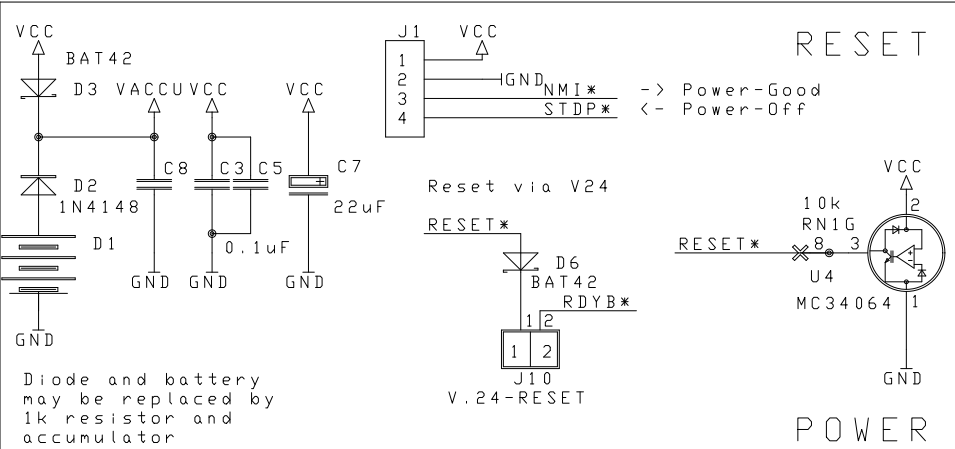 VCC
BAT42
D3
VACCU
VCC
VCC
C8
C3
C5
C7
D2
1N4148
22uF
D1
0.1uF
GND
GND
GND
GND
Diode and battery
may be replaced by
1k resistor and
accumulator
J1
VCC
1
2
GND
3
NMI* -> Power-Good
4
STDP* <- Power-Off
Reset via V24
RESET*
D6
BAT42
RDYB*
1 2
1 2
J10
V.24-RESET
RESET
VCC
2
10k
RN1G
RESET*
8
3
U4
MC34064
1
GND
POWER